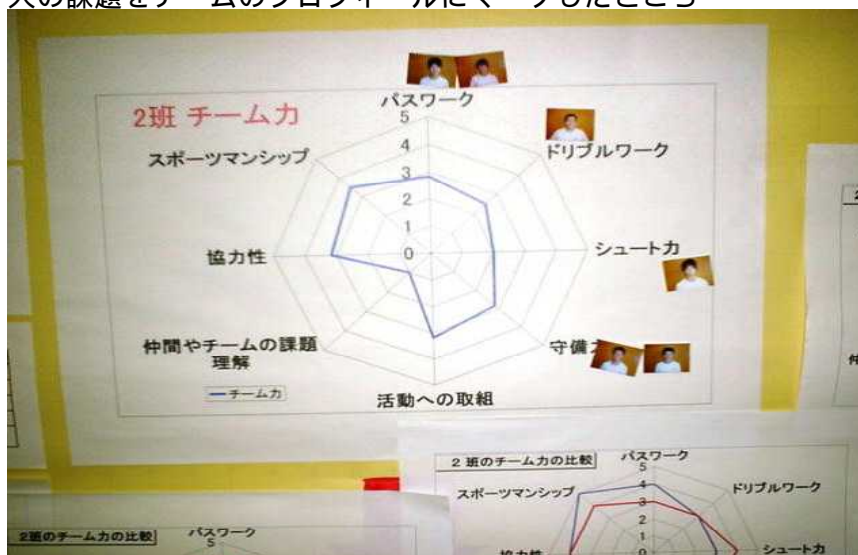 人の課題をチームのプロフィールにマークしたところ
2班 チーム力
パスワーク
ドリブルワーク
シュート力
守備
活動への取組
仲間やチームの課題
理解
協力性
スポーツマンシップ
5
4
3
2
1
0
チーム力
2 班のチーム力の比較
パスワーク
ドリブルワーク
シュート力
協力性
スポーツマンシップ
5
4
3
2
1
0
2班のチーム力の比較
パスワーク
5
仲